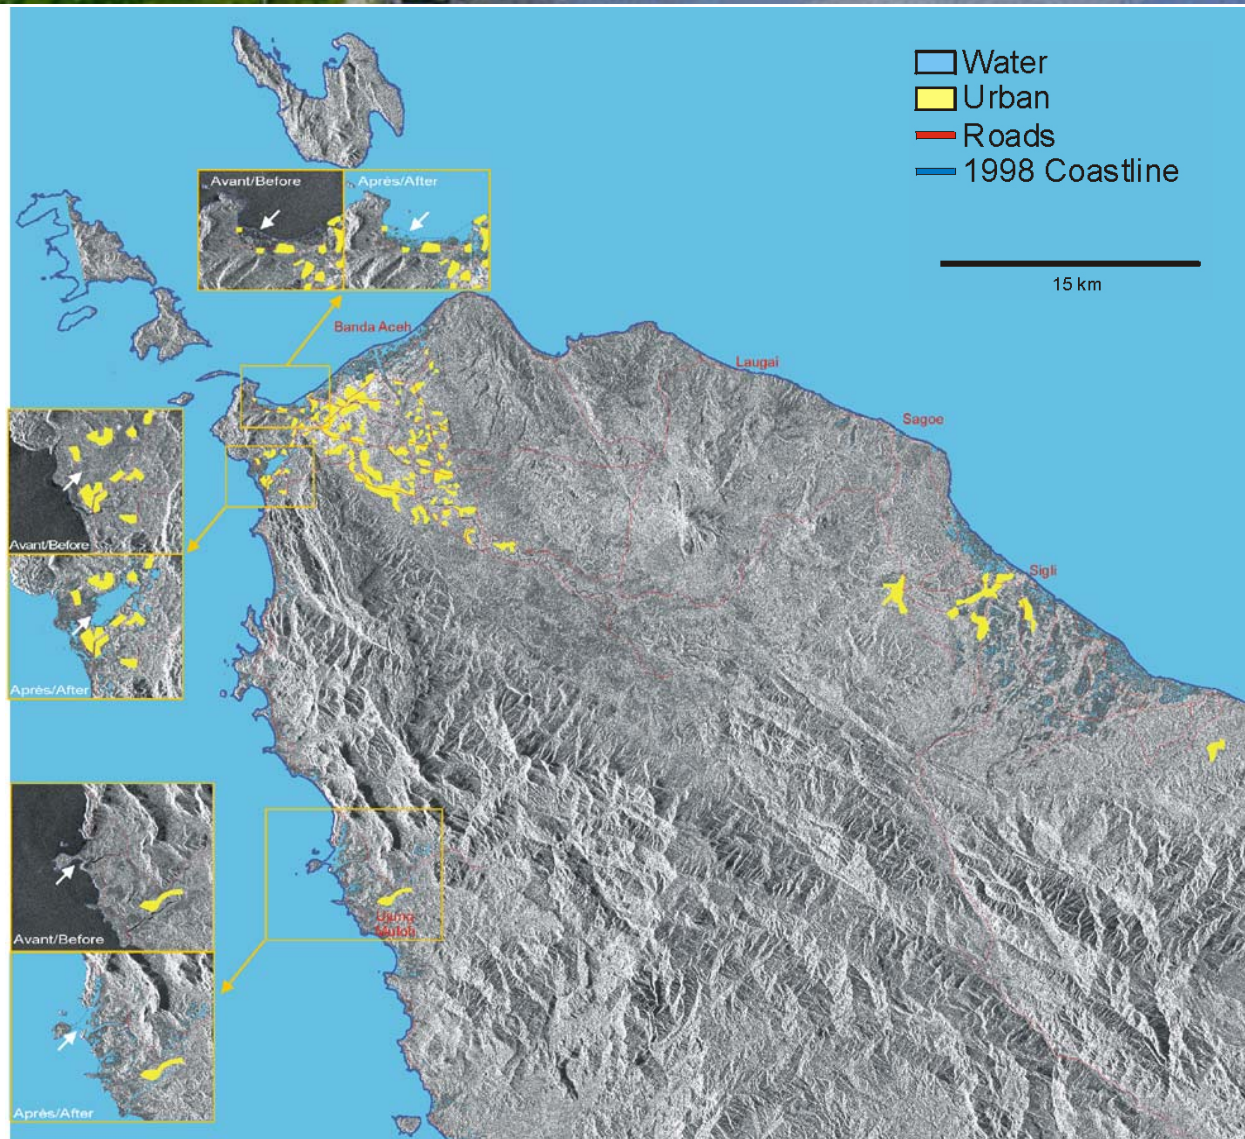 Water
Urban
Roads
1998 Coastline
15 km
Avant/Before
Après/After
Banda Aceh
Laugai
Sagoe
Avant/Before
Après/After
Sigli
Avant/Before
Après/After